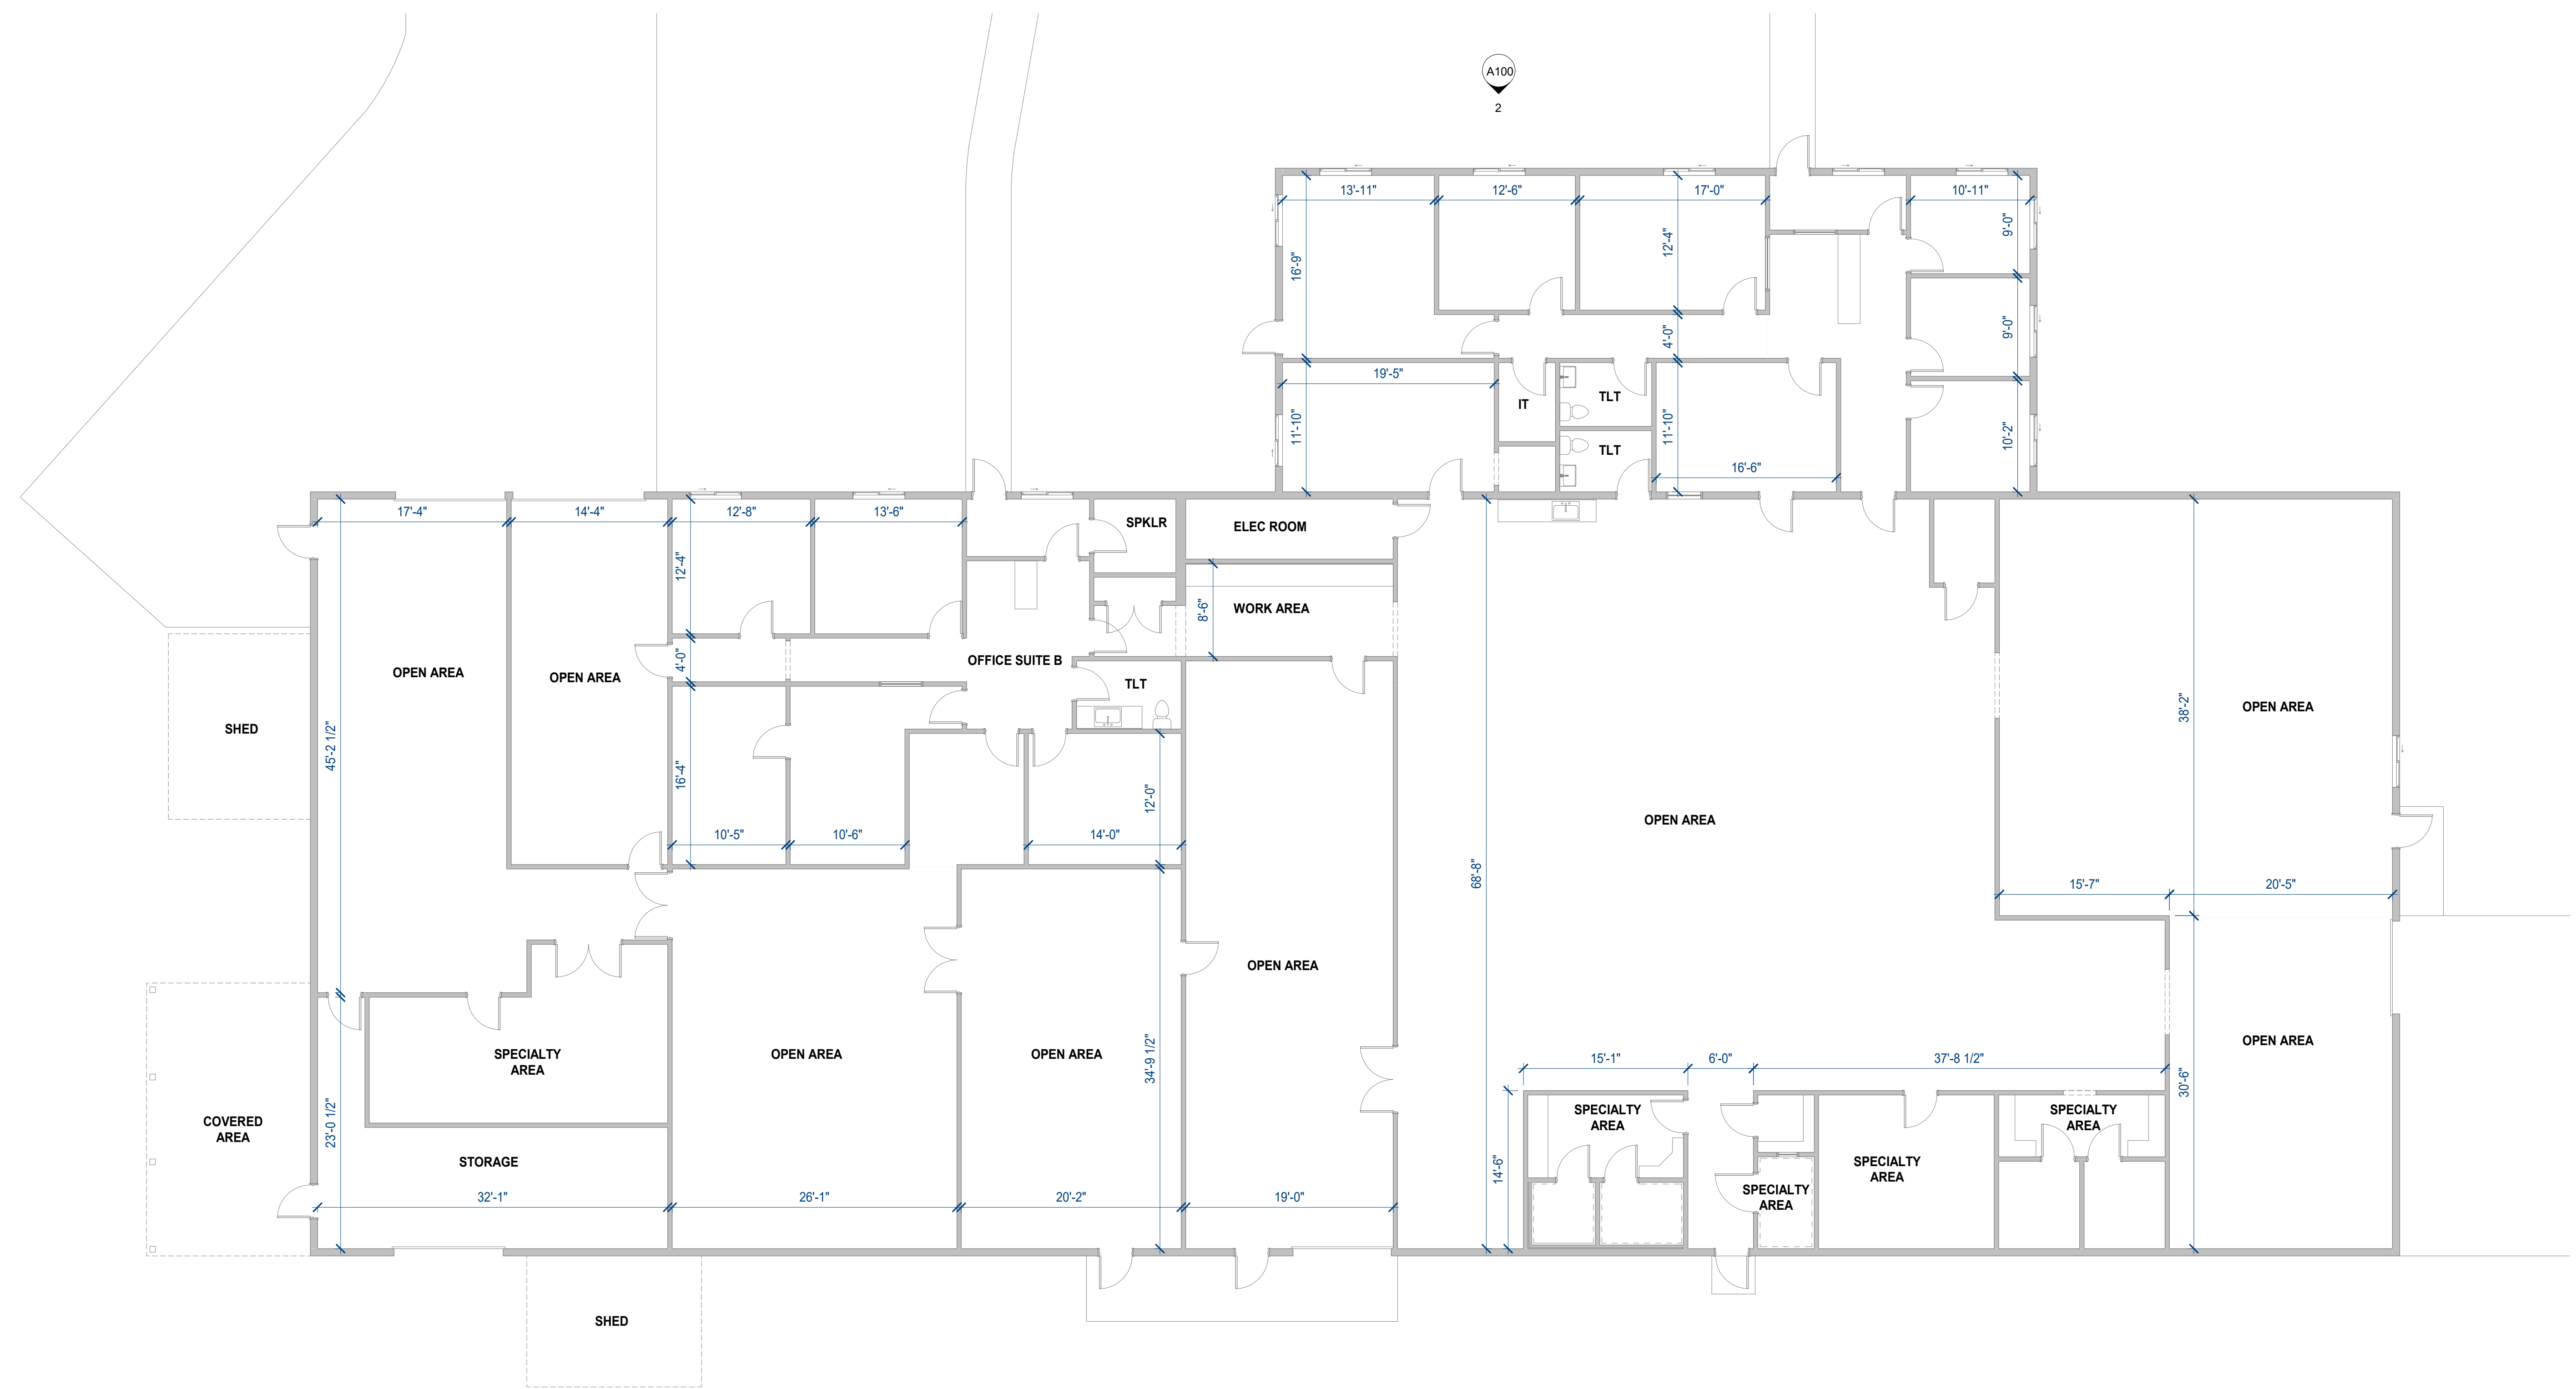 A100
2
13'-11"
12'-6"
17'-0"
10'-11"
9'-0"
12'-4"
16'-9"
9'-0"
4'-0"
19'-5"
IT
TLT
11'-10"
11'-10"
10'-2"
TLT
16'-6"
17'-4"
14'-4"
12'-8"
13'-6"
SPKLR
ELEC ROOM
12'-4"
8'-6"
WORK AREA
4'-0"
OFFICE SUITE B
OPEN AREA
OPEN AREA
TLT
SHED
45'-2 1/2"
16'-4"
12'-0"
10'-5"
10'-6"
14'-0"
38'-2"
OPEN AREA
OPEN AREA
68'-8"
15'-7"
20'-5"
OPEN AREA
SPECIALTY
AREA
OPEN AREA
OPEN AREA
34'-9 1/2"
15'-1"
6'-0"
37'-8 1/2"
30'-6"
OPEN AREA
COVERED
AREA
23'-0 1/2"
STORAGE
SPECIALTY
AREA
SPECIALTY
AREA
14'-6"
SPECIALTY
AREA
SPECIALTY
AREA
32'-1"
26'-1"
20'-2"
19'-0"
SHED